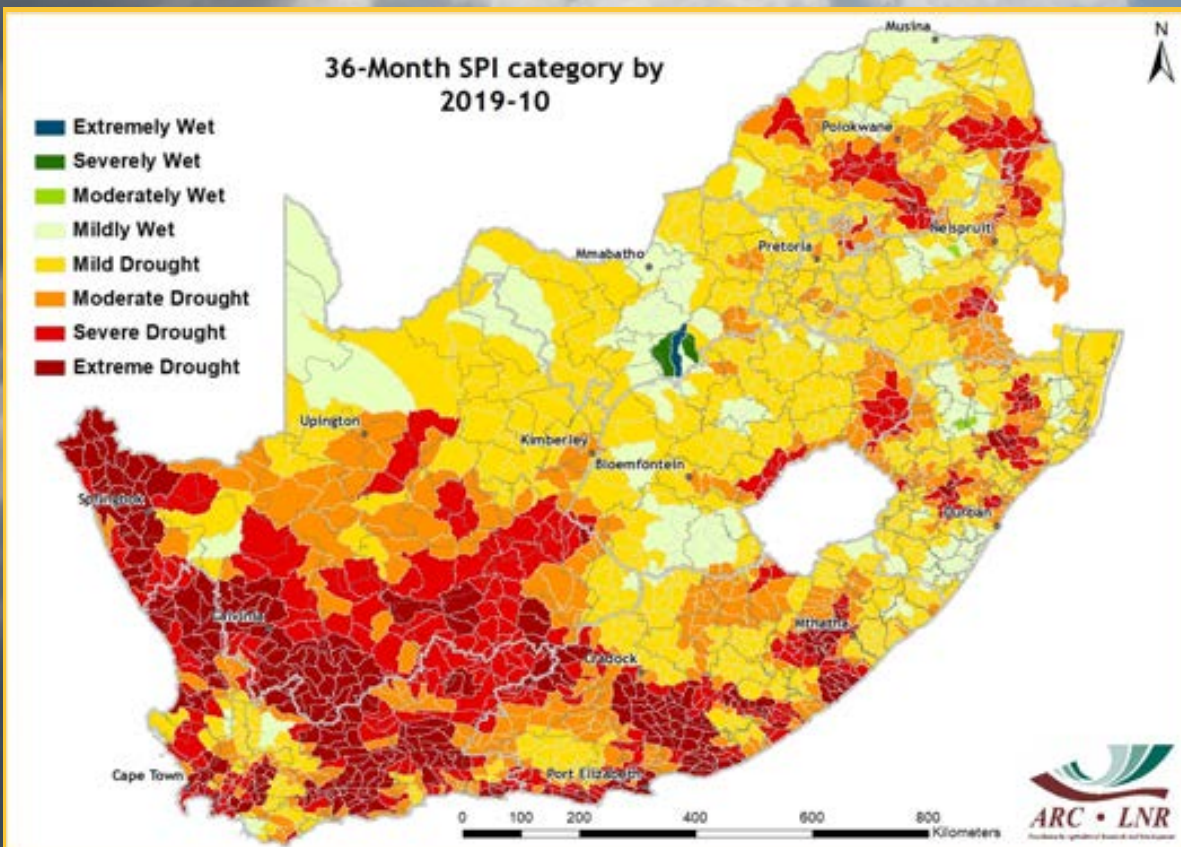 36-Month SPI category by
2019-10
N
Extremely Wet
Severely Wet
Moderately Wet
Mildly Wet
Mild Drought
Moderate Drought
Severe Drought
Extreme Drought
Musina
Polokwane
Nelspruit
Pretoria
Mmabatho
Upington
Kimberley
Bloemfontein
Springbok
Durban
Calvinia
Mthatha
Cradock
Cape Town
Port Elizabeth
0 100 200 400 600 800
Kilometers
ARC • LNR